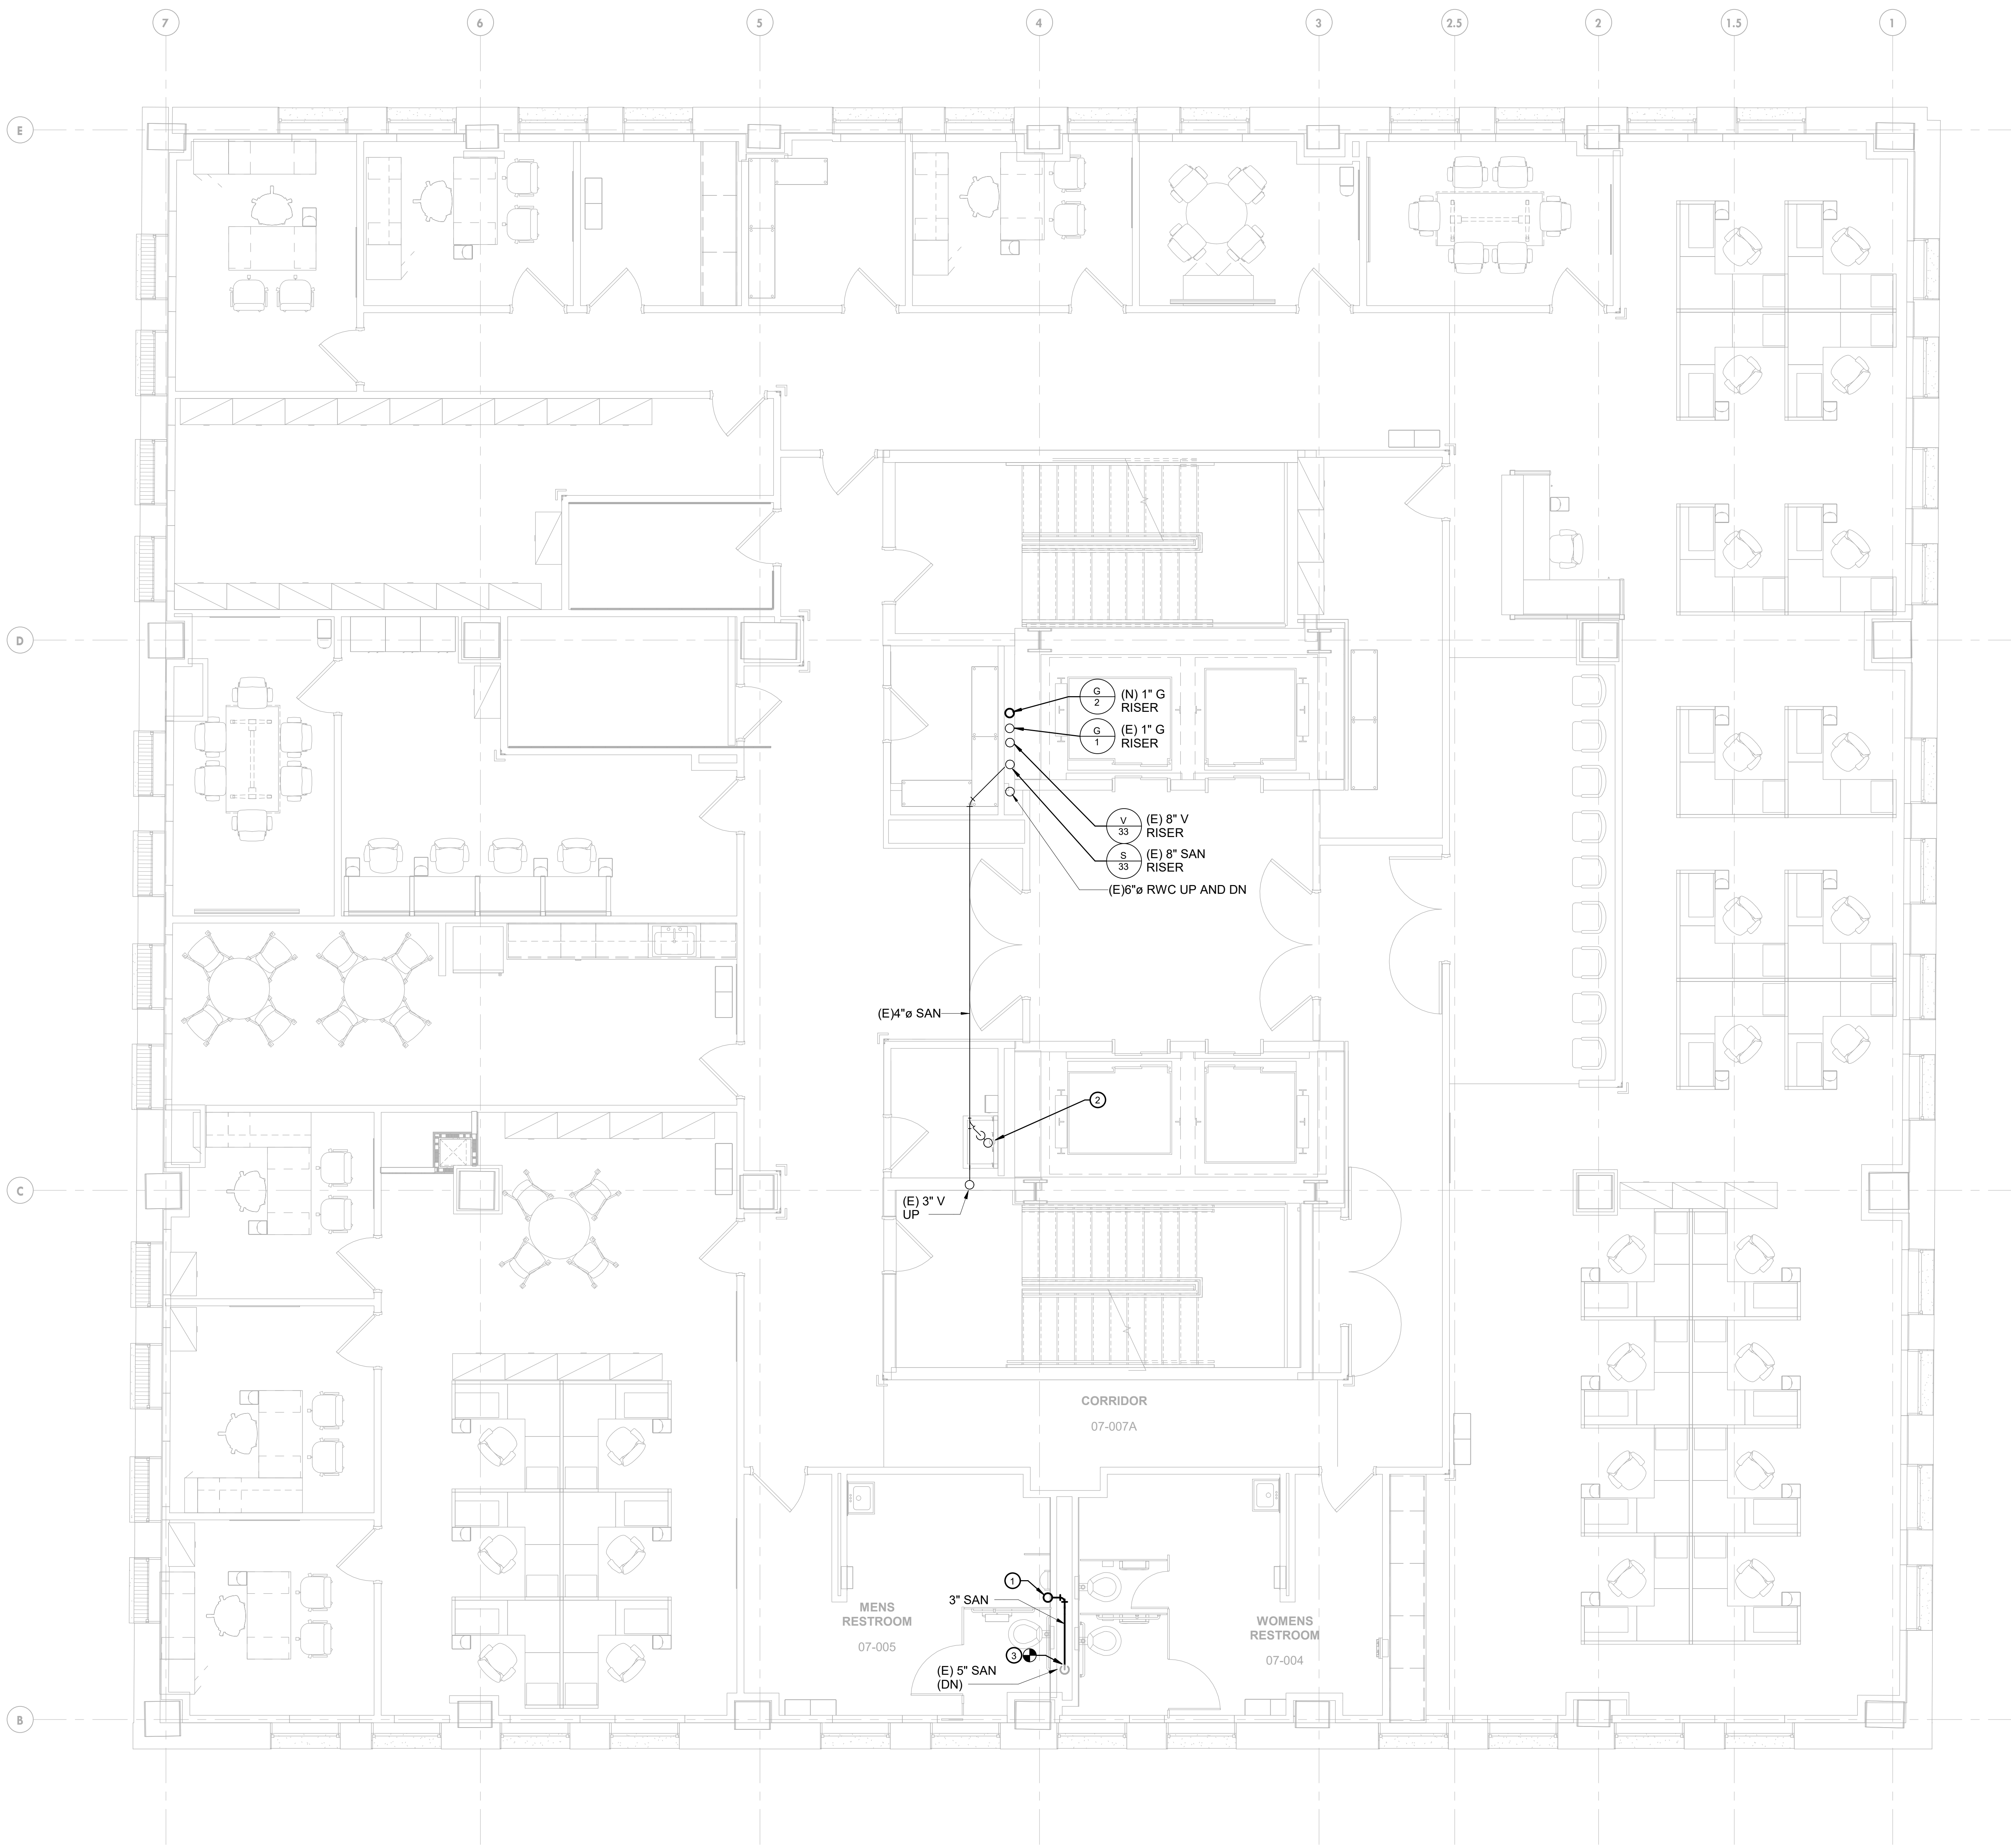 7
6
5
4
3
2.5
2
1.5
1
E
D
G
2
(N) 1" G
RISER
G
1
(E) 1" G
RISER
V
33
(E) 8" V
RISER
S
33
(E) 8" SAN
RISER
(E)6"ø RWC UP AND DN
(E)4"ø SAN
2
C
(E) 3" V
UP
CORRIDOR
07-007A
1
3" SAN
MENS
RESTROOM
07-005
WOMENS
RESTROOM
07-004
3
(E) 5" SAN
(DN)
B